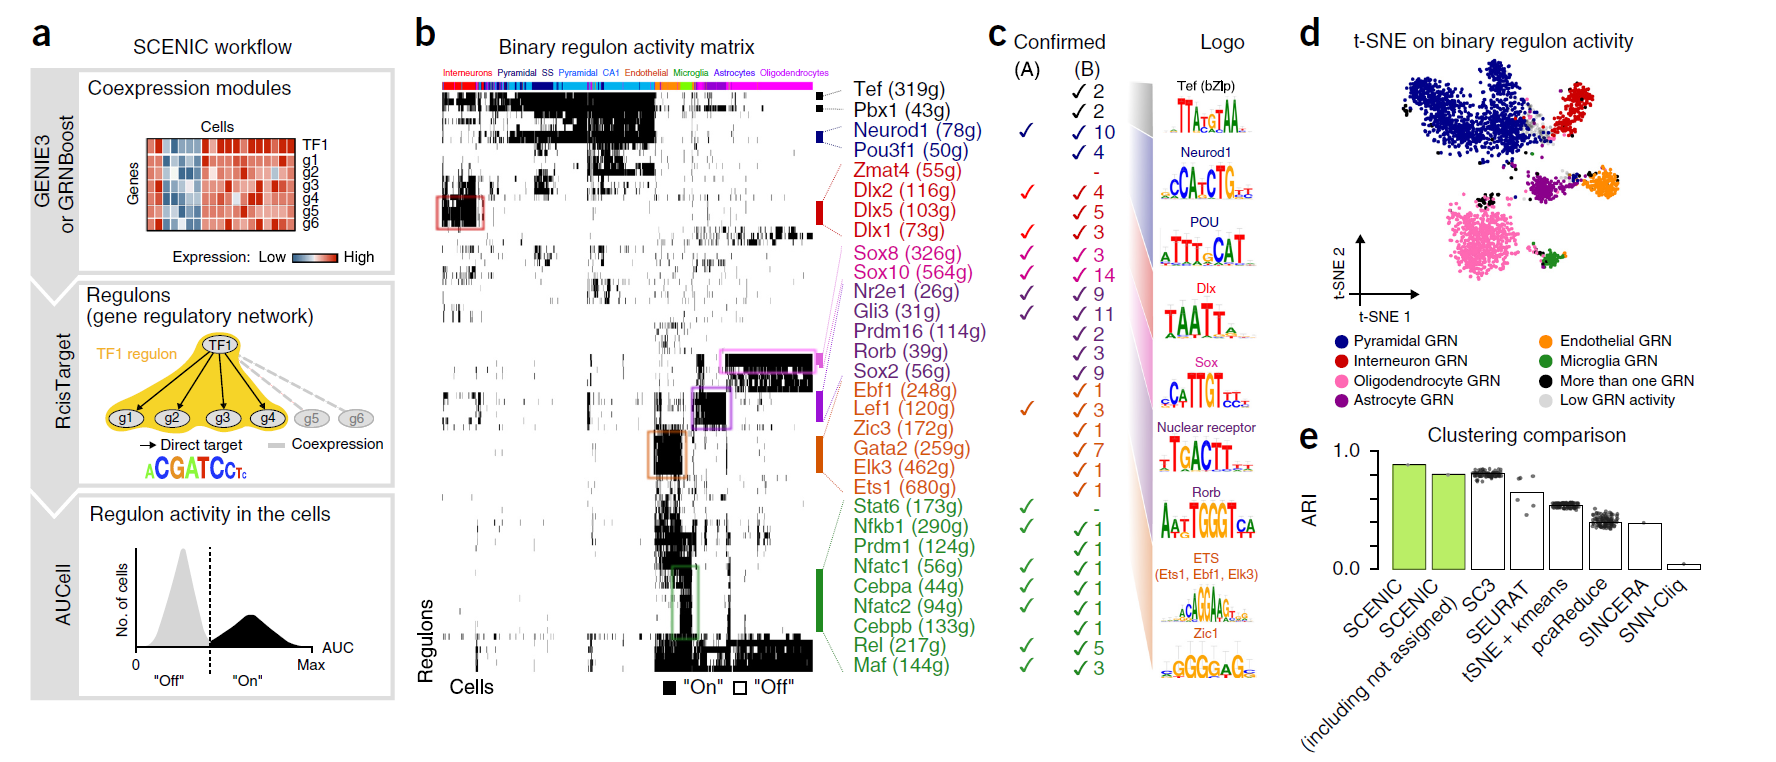 a
SCENIC workflow
GENIE3
or GRNBoost
Coexpression modules
Cells
Genes
TF1
g1
g2
g3
g4
g5
g6
Expression: Low High
RcisTarget
Regulons
(gene regulatory network)
TF1 regulon
TF1
g1 g2 g3 g4 g5 g6
Direct target Coexpression
ACGATCCTC
AUCell
Regulon activity in the cells
No. of cells
AUC
0 Max
"Off" "On"
b
Binary regulon activity matrix
Interneurons Pyramidal SS Pyramidal CA1 Endothelial Microglia Astrocytes Oligodendrocytes
Regulons
Cells
"On" "Off"
c
Confirmed Logo
(A) (B)
Tef (319g) ✓ 2
Pbx1 (43g) ✓ 2
Neurod1 (78g) ✓ ✓ 10
Pou3f1 (50g) ✓ 4
Zmat4 (55g) -
Dlx2 (116g) ✓ ✓ 4
Dlx5 (103g) ✓ 5
Dlx1 (73g) ✓ ✓ 3
Sox8 (326g) ✓ ✓ 3
Sox10 (564g) ✓ ✓ 14
Nr2e1 (26g) ✓ ✓ 9
Gli3 (31g) ✓ ✓ 11
Prdm16 (114g) ✓ 2
Rorb (39g) ✓ 3
Sox2 (56g) ✓ 9
Ebf1 (248g) ✓ 1
Lef1 (120g) ✓ ✓ 3
Zic3 (172g) ✓ 1
Gata2 (259g) ✓ 7
Elk3 (462g) ✓ 1
Ets1 (680g) ✓ 1
Stat6 (173g) ✓ -
Nfkb1 (290g) ✓ ✓ 1
Prdm1 (124g) ✓ 1
Nfatc1 (56g) ✓ ✓ 1
Cebpa (44g) ✓ ✓ 1
Nfatc2 (94g) ✓ ✓ 1
Cebpb (133g) ✓ 1
Rel (217g) ✓ ✓ 5
Maf (144g) ✓ ✓ 3
Tef (bZIp)
Neurod1
POU
Dlx
Sox
Nuclear receptor
Rorb
ETS
(Ets1, Ebf1, Elk3)
Zic1
d
t-SNE on binary regulon activity
t-SNE 2
t-SNE 1
Pyramidal GRN
Interneuron GRN
Oligodendrocyte GRN
Astrocyte GRN
Endothelial GRN
Microglia GRN
More than one GRN
Low GRN activity
e
Clustering comparison
ARI
1.0
0.0
SCENIC
SCENIC
(including not assigned)
SC3
SEURAT
tSNE + kmeans
pcaReduce
SINCERA
SNN-Cliq